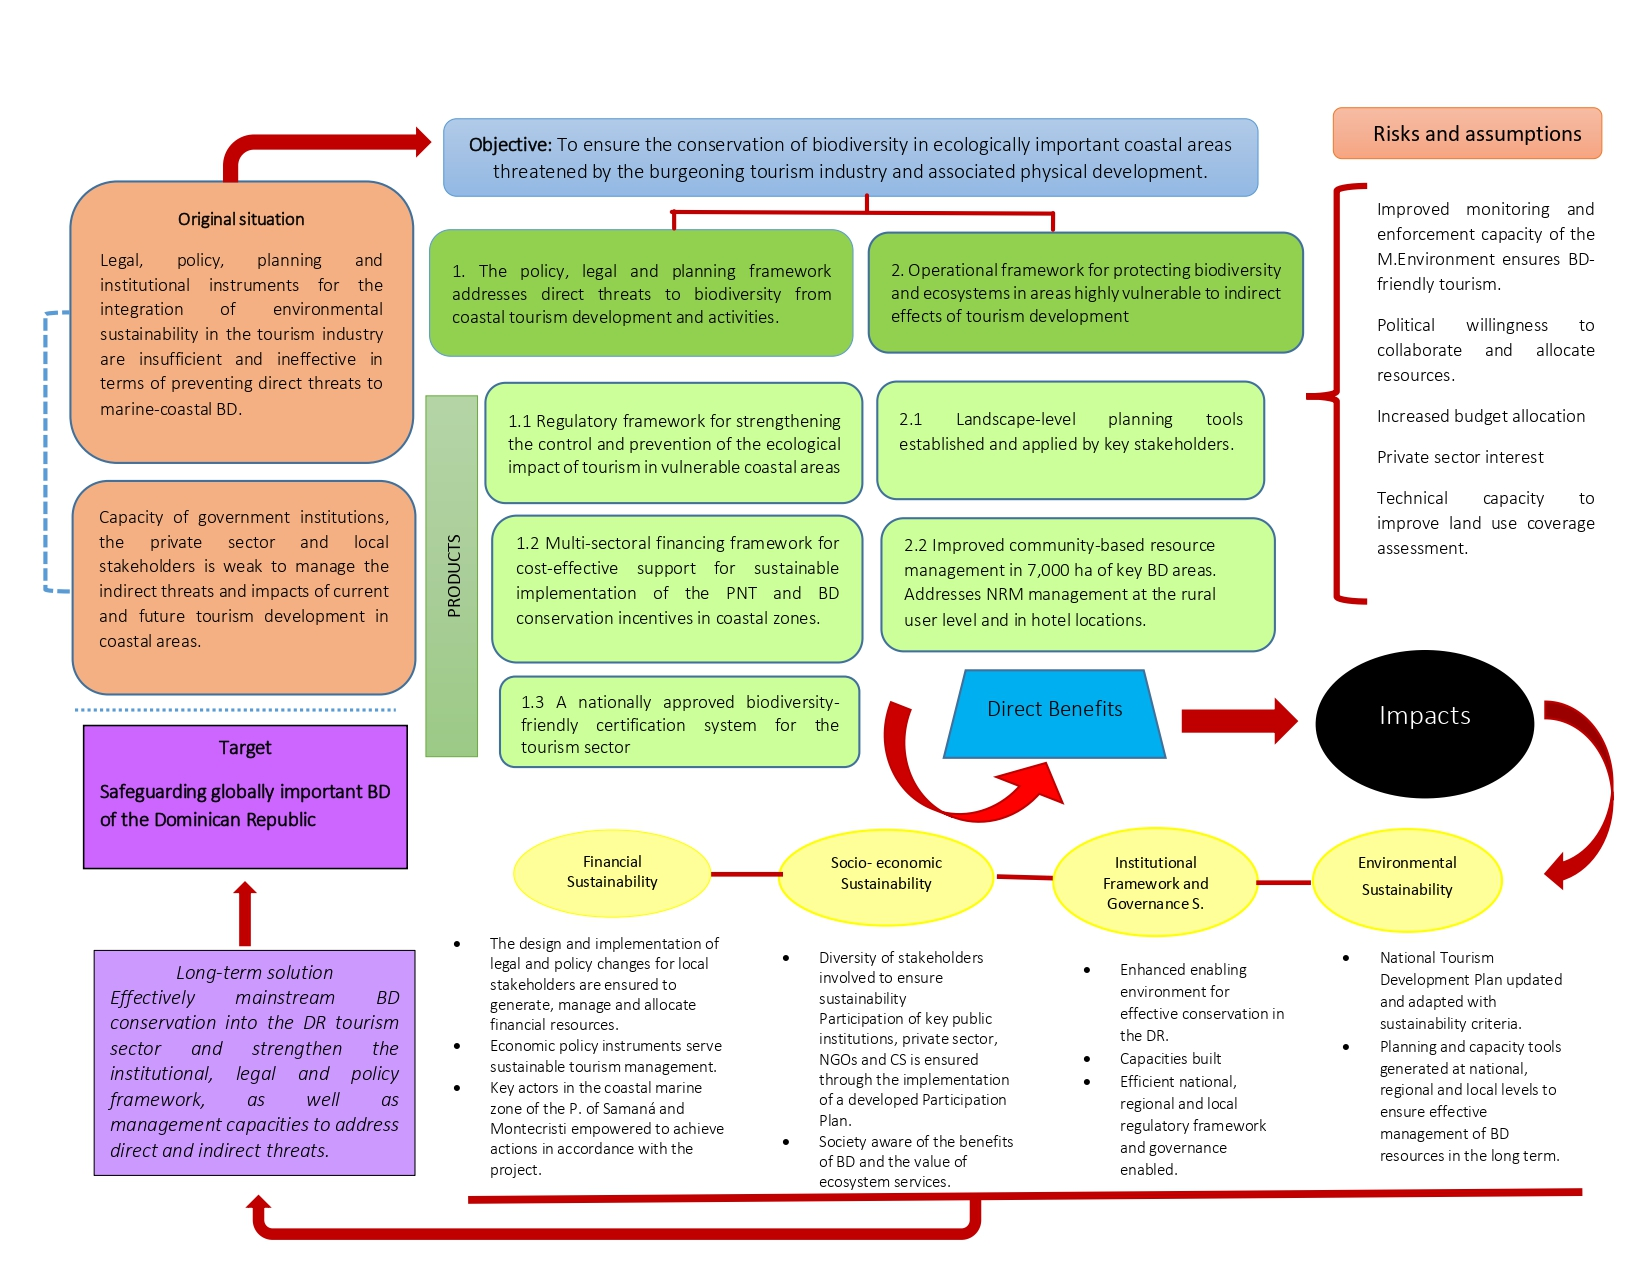 Objective: To ensure the conservation of biodiversity in ecologically important coastal areas
threatened by the burgeoning tourism industry and associated physical development.
Risks and assumptions
Original situation
Legal, policy, planning and
institutional instruments for the
integration of environmental
sustainability in the tourism industry
are insufficient and ineffective in
terms of preventing direct threats to
marine-coastal BD.
Capacity of government institutions,
the private sector and local
stakeholders is weak to manage the
indirect threats and impacts of current
and future tourism development in
coastal areas.
Target
Safeguarding globally important BD
of the Dominican Republic
Long-term solution
Effectively mainstream BD
conservation into the DR tourism
sector and strengthen the
institutional, legal and policy
framework, as well as
management capacities to address
direct and indirect threats.
1. The policy, legal and planning framework
addresses direct threats to biodiversity from
coastal tourism development and activities.
2. Operational framework for protecting biodiversity
and ecosystems in areas highly vulnerable to indirect
effects of tourism development
PRODUCTS
1.1 Regulatory framework for strengthening
the control and prevention of the ecological
impact of tourism in vulnerable coastal areas
1.2 Multi-sectoral financing framework for
cost-effective support for sustainable
implementation of the PNT and BD
conservation incentives in coastal zones.
1.3 A nationally approved biodiversity-
friendly certification system for the
tourism sector
2.1 Landscape-level planning tools
established and applied by key stakeholders.
2.2 Improved community-based resource
management in 7,000 ha of key BD areas.
Addresses NRM management at the rural
user level and in hotel locations.
Improved monitoring and
enforcement capacity of the
M.Environment ensures BD-
friendly tourism.
Political willingness to
collaborate and allocate
resources.
Increased budget allocation
Private sector interest
Technical capacity to
improve land use coverage
assessment.
Direct Benefits
Impacts
Financial
Sustainability
Socio- economic
Sustainability
Institutional
Framework and
Governance S.
Environmental
Sustainability
• The design and implementation of
legal and policy changes for local
stakeholders are ensured to
generate, manage and allocate
financial resources.
• Economic policy instruments serve
sustainable tourism management.
• Key actors in the coastal marine
zone of the P. of Samaná and
Montecristi empowered to achieve
actions in accordance with the
project.
• Diversity of stakeholders
involved to ensure
sustainability
Participation of key public
institutions, private sector,
NGOs and CS is ensured
through the implementation
of a developed Participation
Plan.
• Society aware of the benefits
of BD and the value of
ecosystem services.
• Enhanced enabling
environment for
effective conservation in
the DR.
• Capacities built
• Efficient national,
regional and local
regulatory framework
and governance
enabled.
• National Tourism
Development Plan updated
and adapted with
sustainability criteria.
• Planning and capacity tools
generated at national,
regional and local levels to
ensure effective
management of BD
resources in the long term.